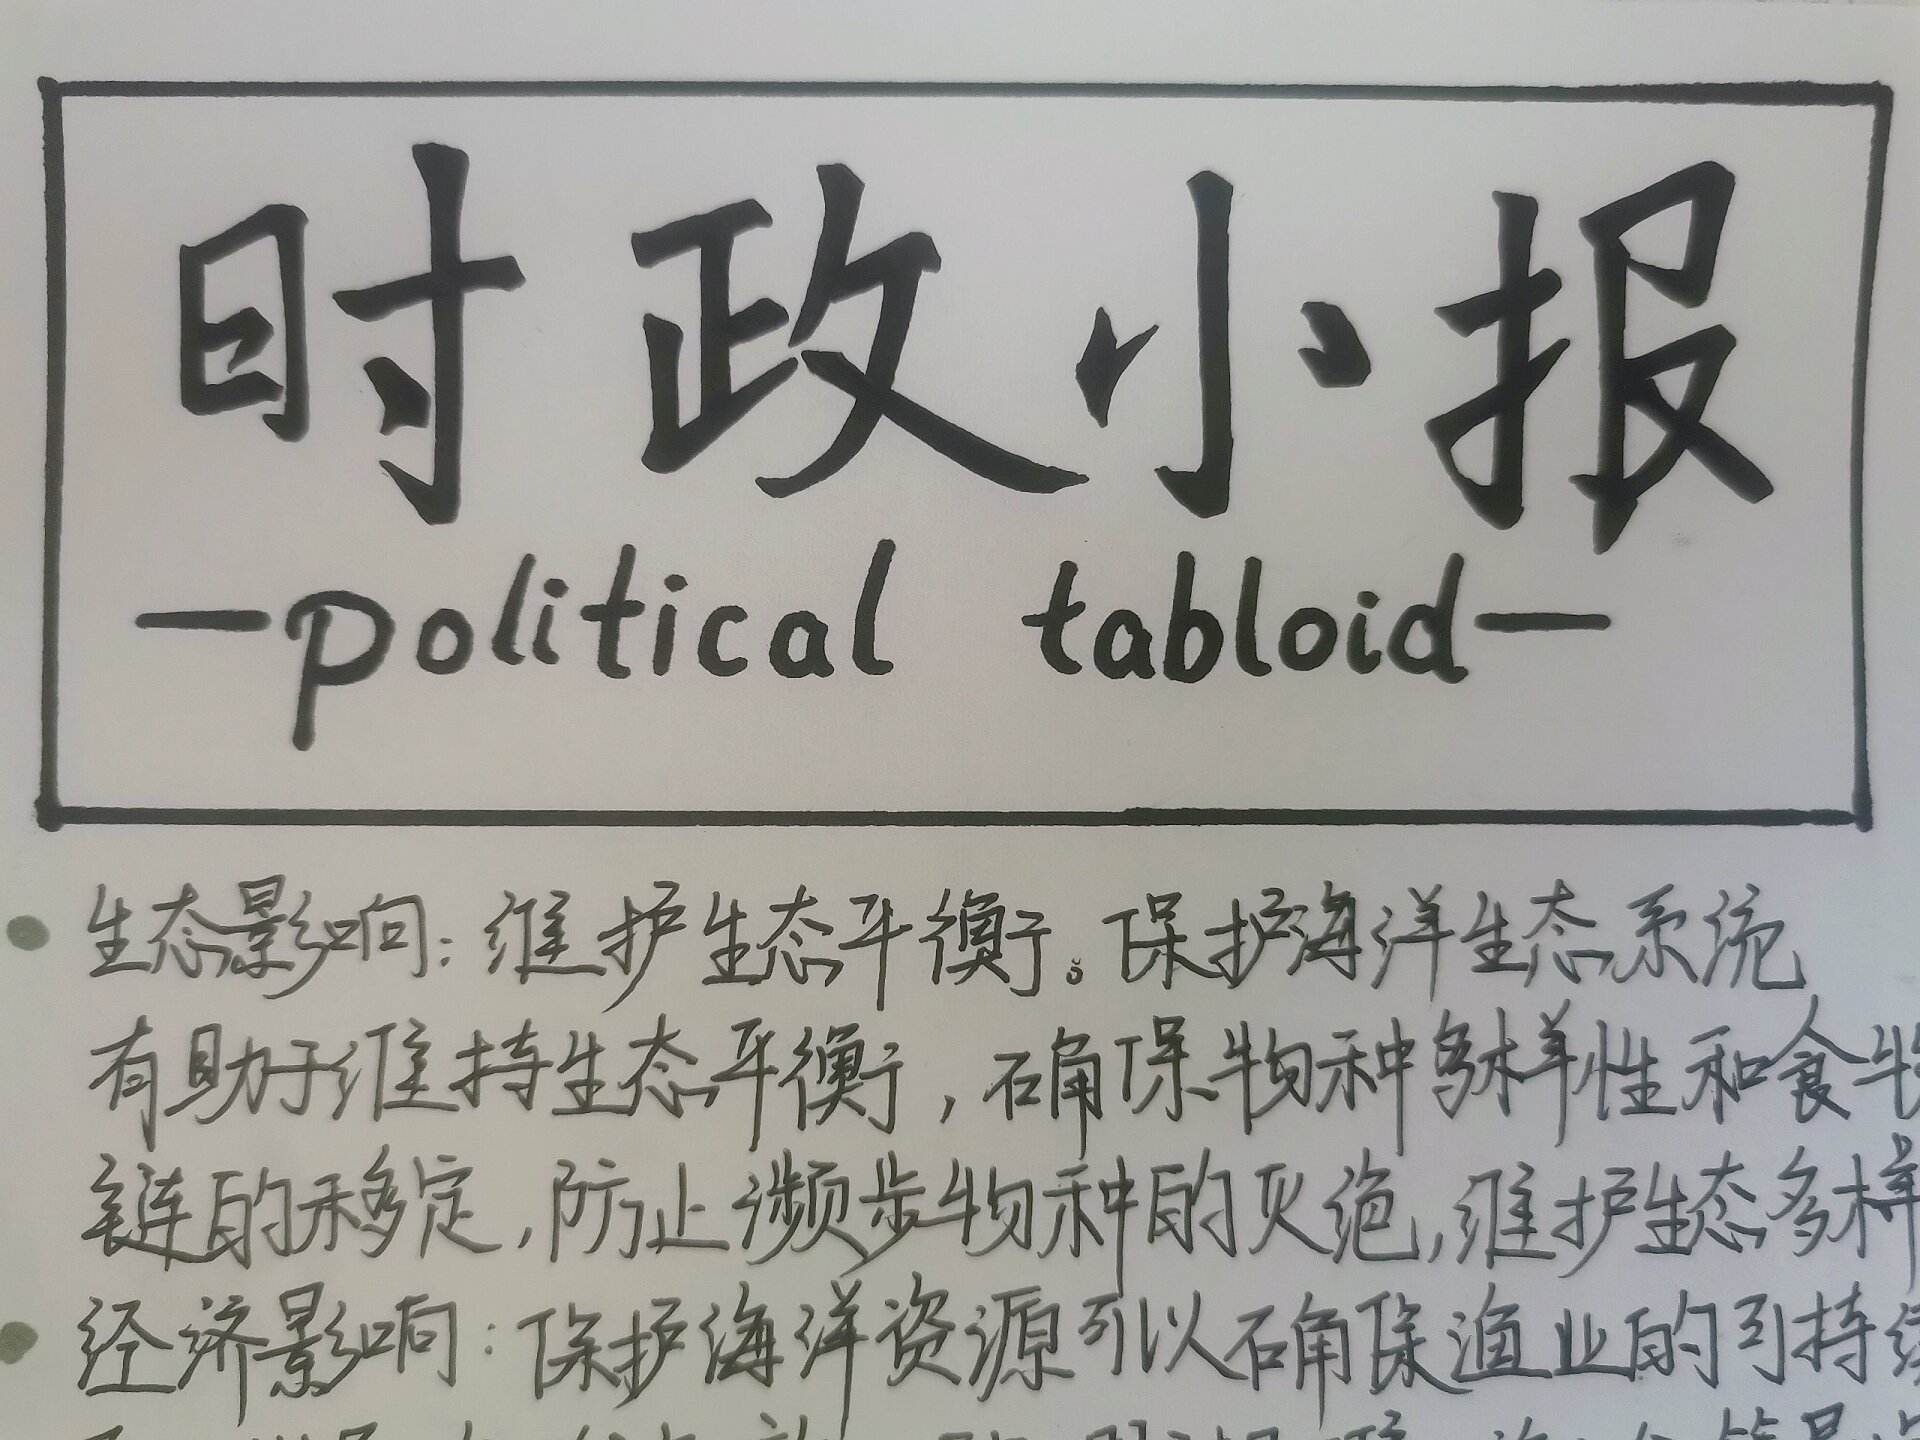 时政小报
—political tabloid—
生态影响：维护生态平衡。保护海洋生态系统
有助于维持生态平衡，确保物种多样性和食物
链的移定，防止濒步物种的灭绝，维护生态多样
经济影响：保护海洋资源可以确保渔业的可持续